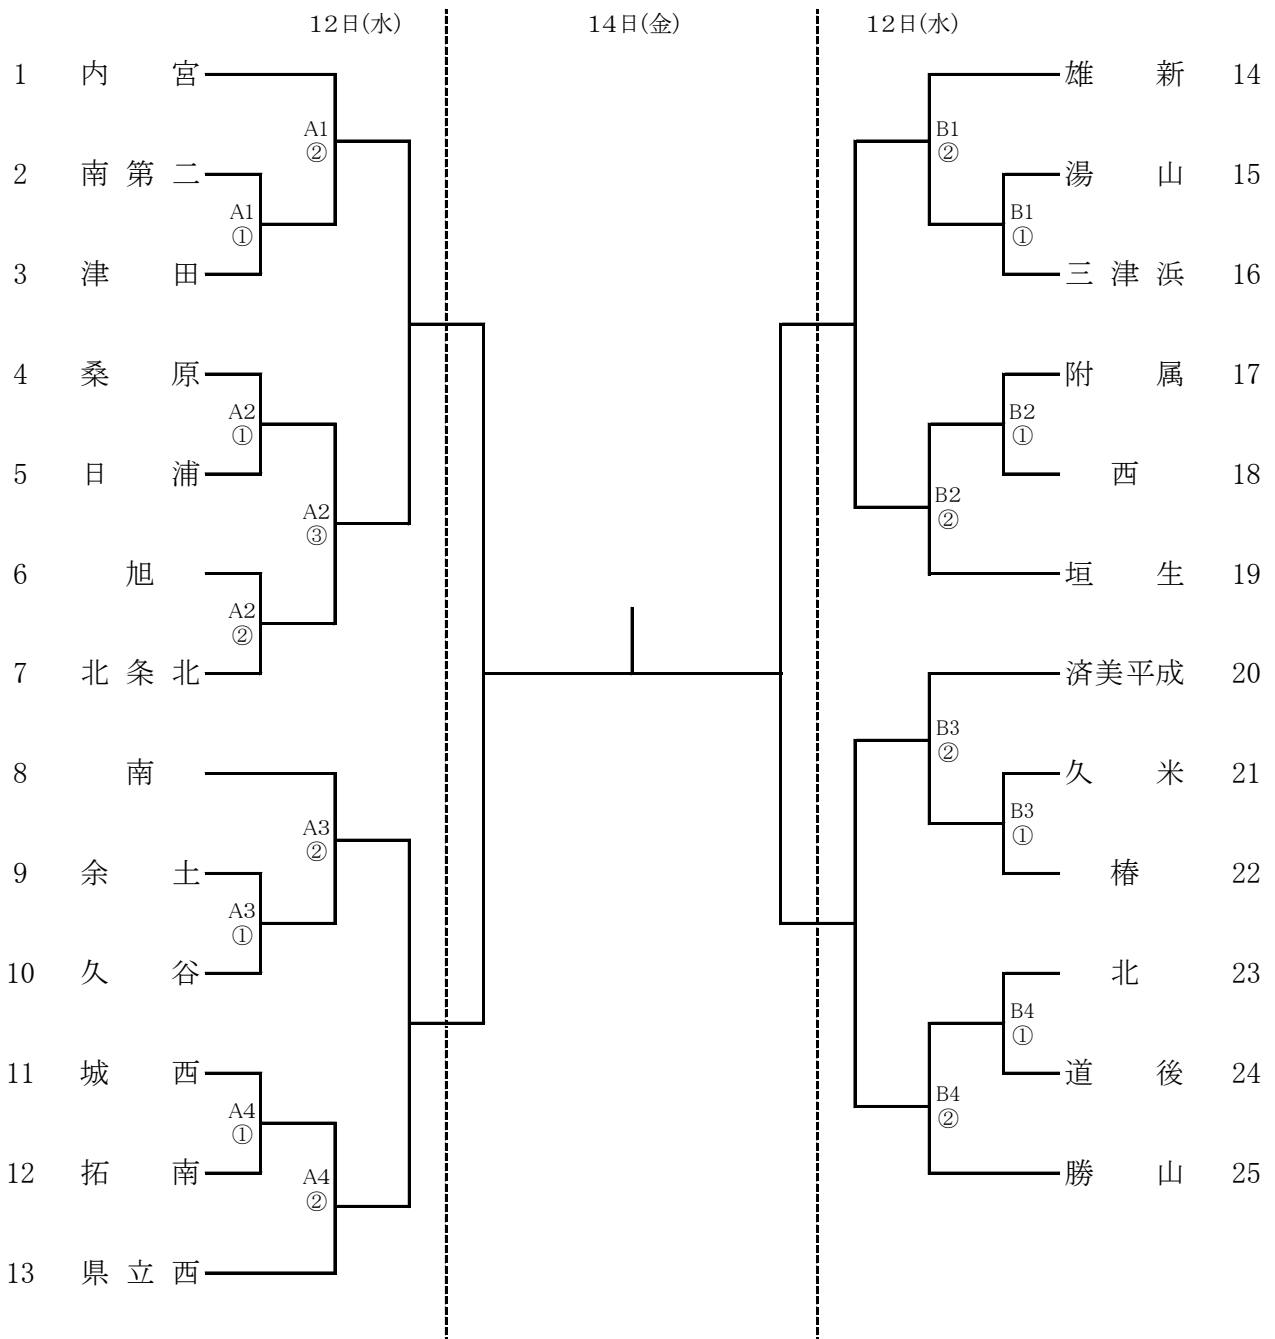 12日(水) 14日(金) 12日(水)
1 内宮
2 南第二
3 津田
4 桑原
5 日浦
6 旭
7 北条北
8 南
9 余土
10 久谷
11 城西
12 拓南
13 県立西
A1
②
A1
①
A2
①
A2
③
A2
②
A3
②
A3
①
A4
①
A4
②
B1
②
B1
①
B2
①
B2
②
B3
②
B3
①
B4
①
B4
②
雄新 14
湯山 15
三津浜 16
附属 17
西 18
垣生 19
済美平成 20
久米 21
椿 22
北 23
道後 24
勝山 25